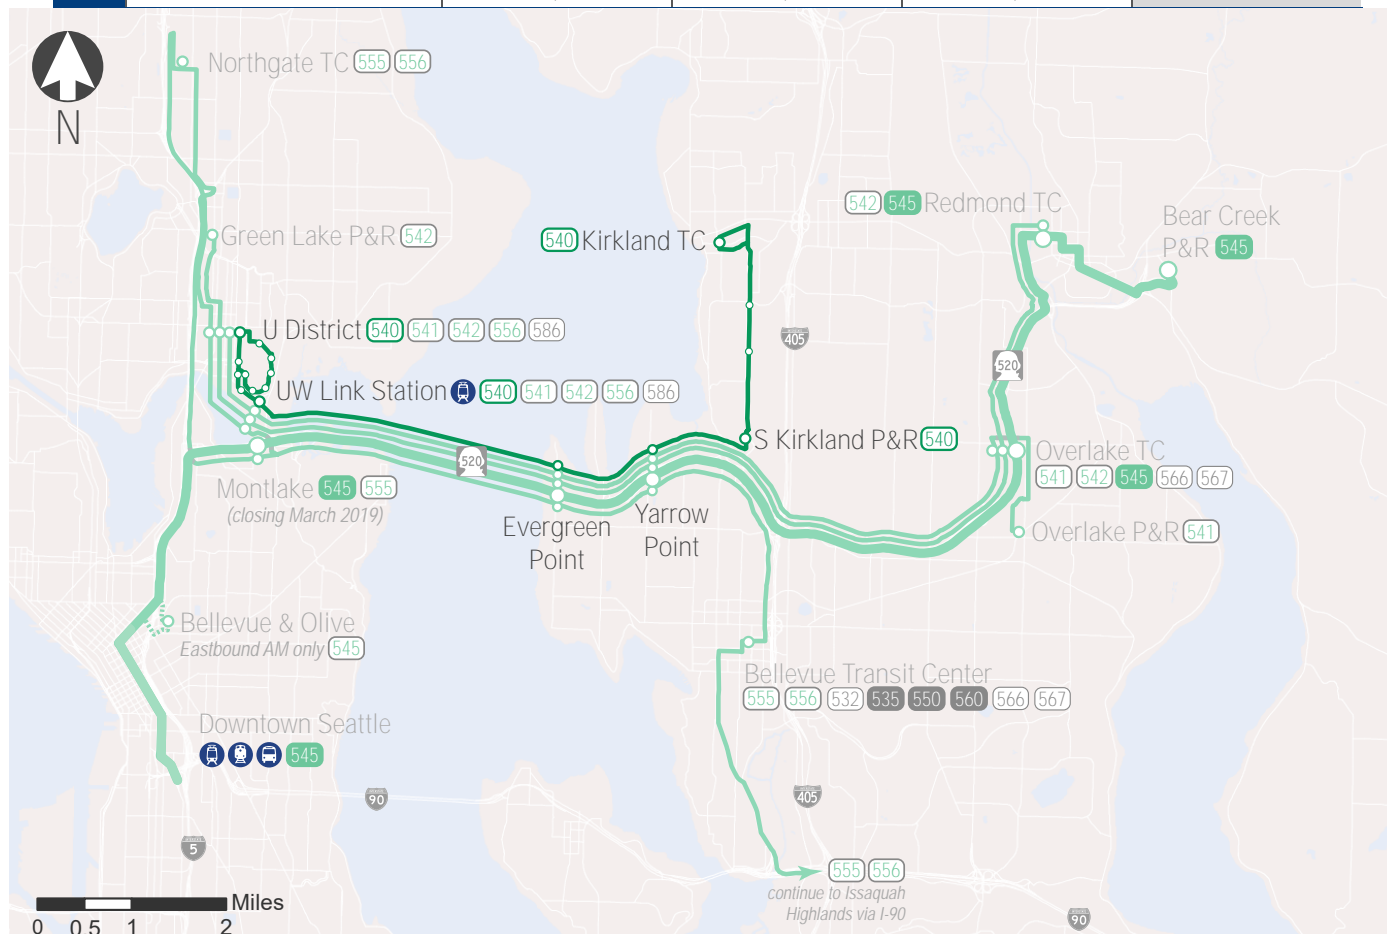 Northgate TC 555 556
N
542 545 Redmond TC
Bear Creek
P&R 545
Green Lake P&R 542
540 Kirkland TC
U District 540 541 542 556 586
405
520
UW Link Station 540 541 542 556 586
S Kirkland P&R 540
520
Overlake TC
541 542 545 566 567
Montlake 545 555
(closing March 2019)
Evergreen
Point
Yarrow
Point
Overlake P&R 541
Bellevue & Olive
Eastbound AM only 545
Bellevue Transit Center
555 556 532 535 550 560 566 567
Downtown Seattle
545
90
405
5
555 556
continue to Issaquah
Highlands via I-90
90
Miles
0 0.5 1 2